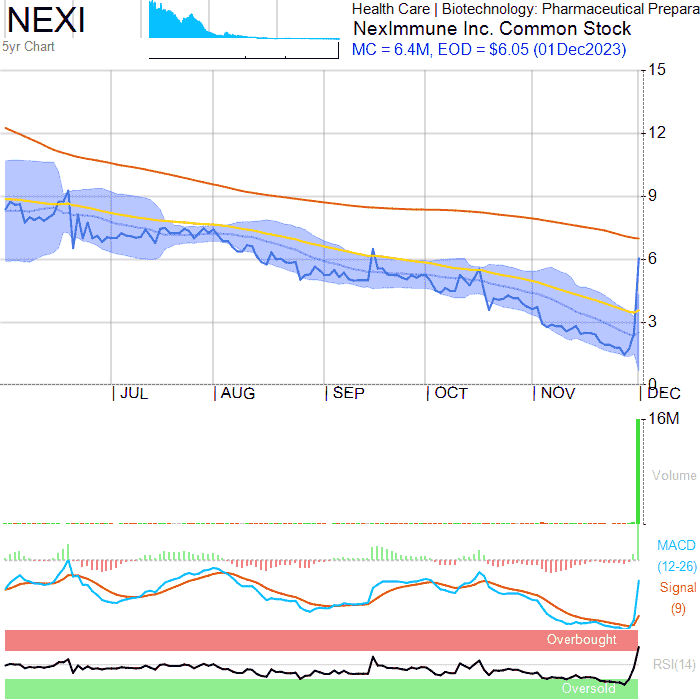 NEXI
5yr Chart
Health Care | Biotechnology: Pharmaceutical Prepara
NexImmune Inc. Common Stock
MC = 6.4M, EOD = $6.05 (01Dec2023)
15
12
9
6
3
0
JUL
AUG
SEP
OCT
NOV
DEC
16M
Volume
MACD
(12-26)
Signal
(9)
Overbought
RSI(14)
Oversold